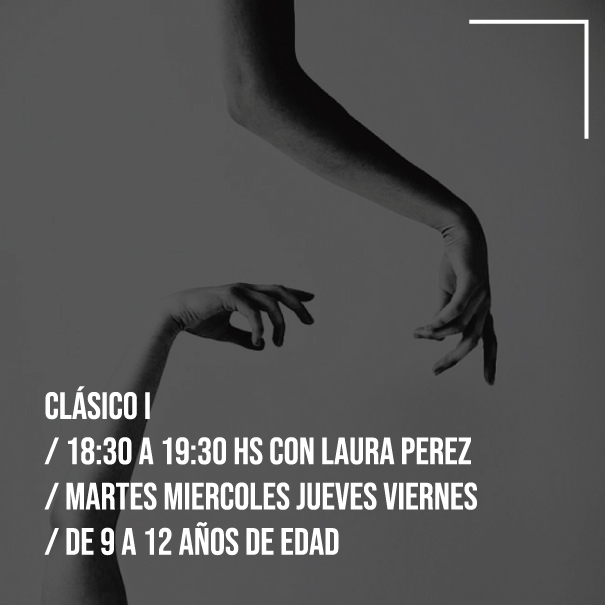 CLÁSICO I
/ 18:30 A 19:30 HS CON LAURA PEREZ
/ MARTES MIERCOLES JUEVES VIERNES
/ DE 9 A 12 AÑOS DE EDAD